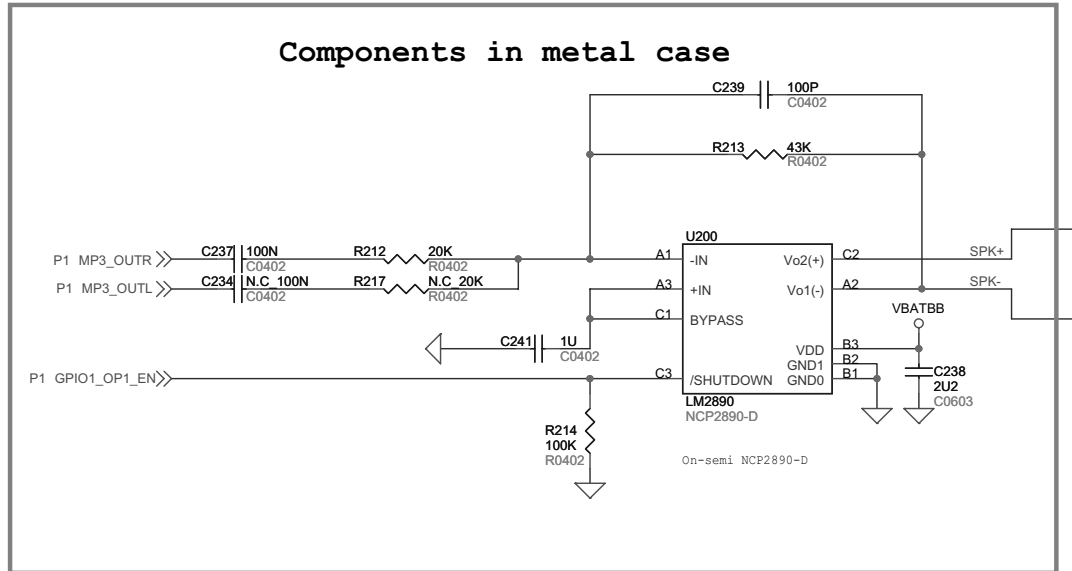 Components in metal case
C239 100P
C0402
R213 43K
R0402
U200
P1 MP3_OUTR C237 100N R212 20K A1 -IN Vo2(+) C2 SPK+
C0402 R0402
P1 MP3_OUTL C234 N.C_100N R217 N.C_20K A3 +IN Vo1(-) A2 SPK-
C0402 R0402
VBATBB
C1 BYPASS
C241 1U
C0402
VDD B3
GND1 B2
P1 GPIO1_OP1_EN C3 /SHUTDOWN GND0 B1
C238
2U2
C0603
LM2890
NCP2890-D
R214
100K
R0402
On-semi NCP2890-D